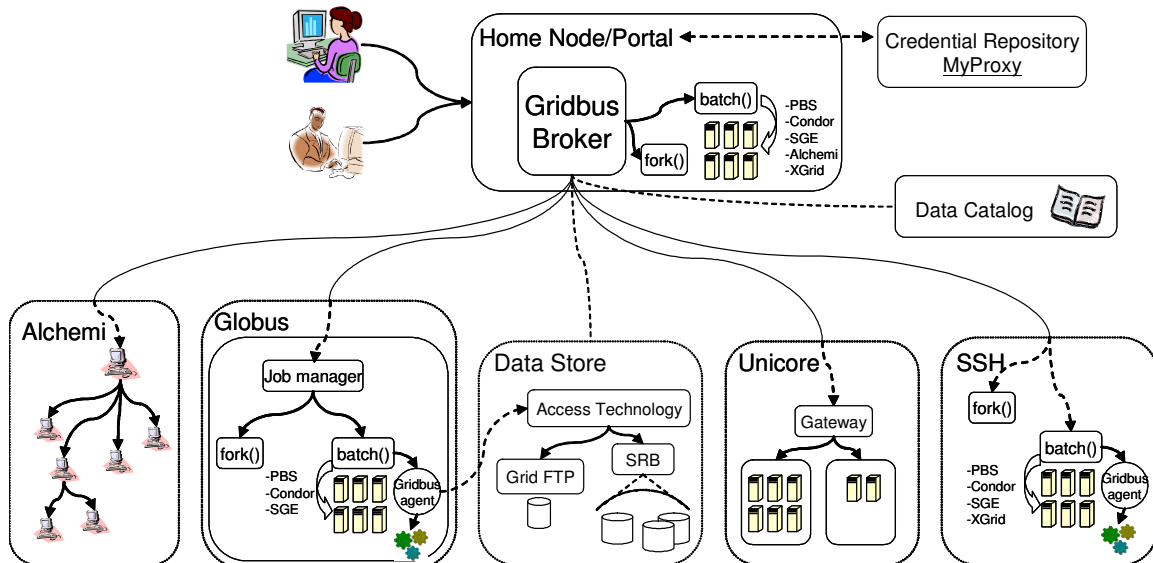 Home Node/Portal
Credential Repository
MyProxy
Gridbus
Broker
batch()
fork()
-PBS
-Condor
-SGE
-Alchemi
-XGrid
Data Catalog
Alchemi
Globus
Job manager
fork()
batch()
-PBS
-Condor
-SGE
Gridbus
agent
Data Store
Access Technology
Grid FTP
SRB
Unicore
Gateway
SSH
fork()
batch()
-PBS
-Condor
-SGE
-XGrid
Gridbus
agent